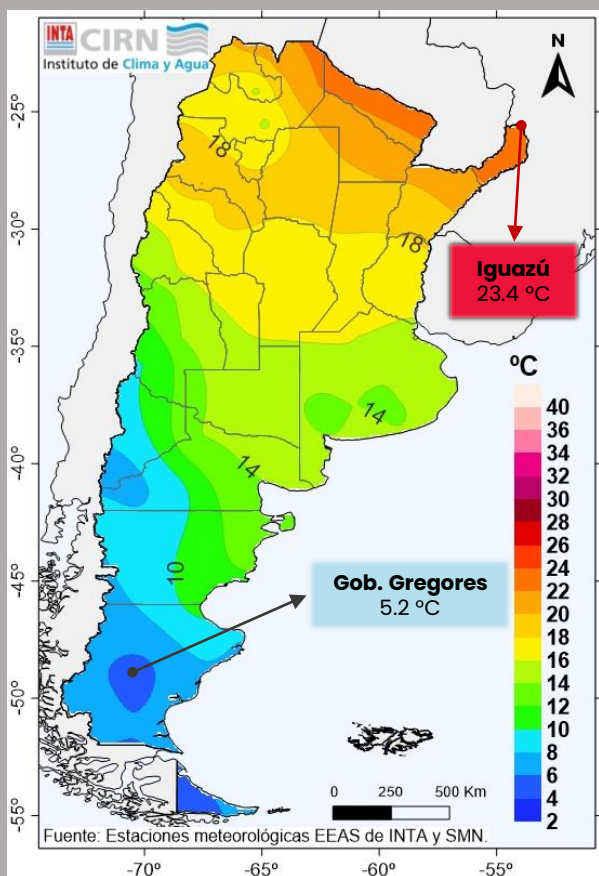 INTA
CIRN
Instituto de Clima y Agua
N
-25°
-30°
-35°
-40°
-45°
-50°
-55°
18
18
Iguazú
23.4 °C
14
14
10
Gob. Gregores
5.2 °C
ºC
40
36
34
32
30
28
26
24
22
20
18
16
14
12
10
8
6
4
2
0 250 500 Km
Fuente: Estaciones meteorológicas EEAS de INTA y SMN.
-70° -65° -60° -55°